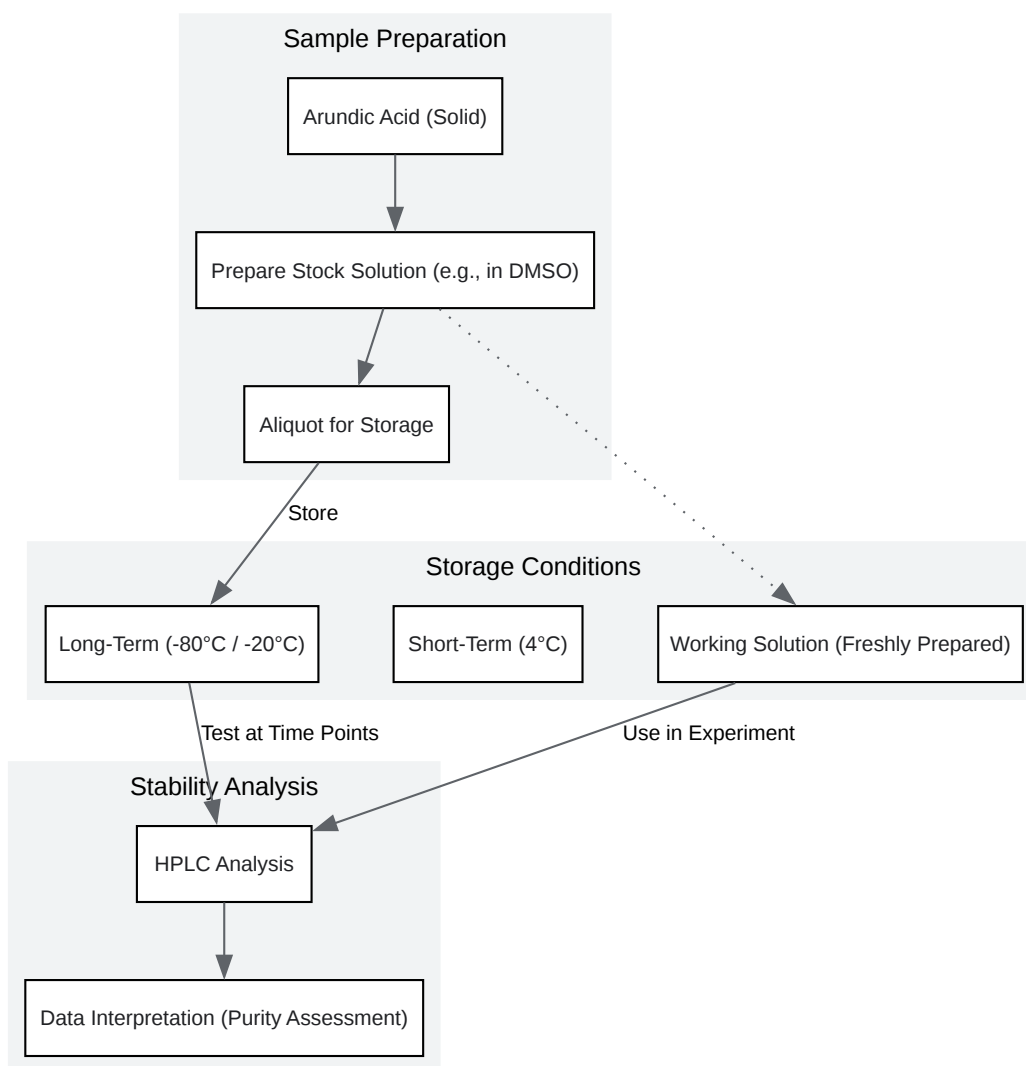 Sample Preparation
Arundic Acid (Solid)
Prepare Stock Solution (e.g., in DMSO)
Aliquot for Storage
Store
Storage Conditions
Long-Term (-80°C / -20°C)
Short-Term (4°C)
Working Solution (Freshly Prepared)
Test at Time Points
Use in Experiment
Stability Analysis
HPLC Analysis
Data Interpretation (Purity Assessment)